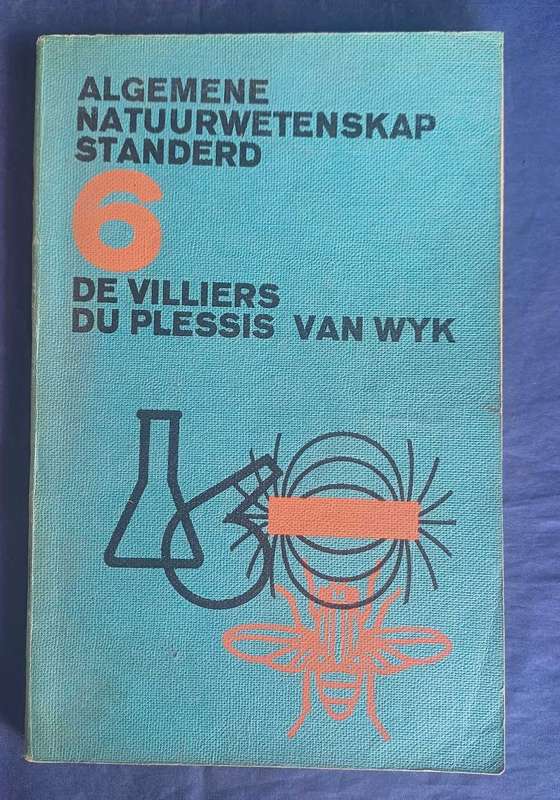 ALGEMENE
NATUURWETENSKAP
STANDERD
6
DE VILLIERS
DU PLESSIS VAN WYK